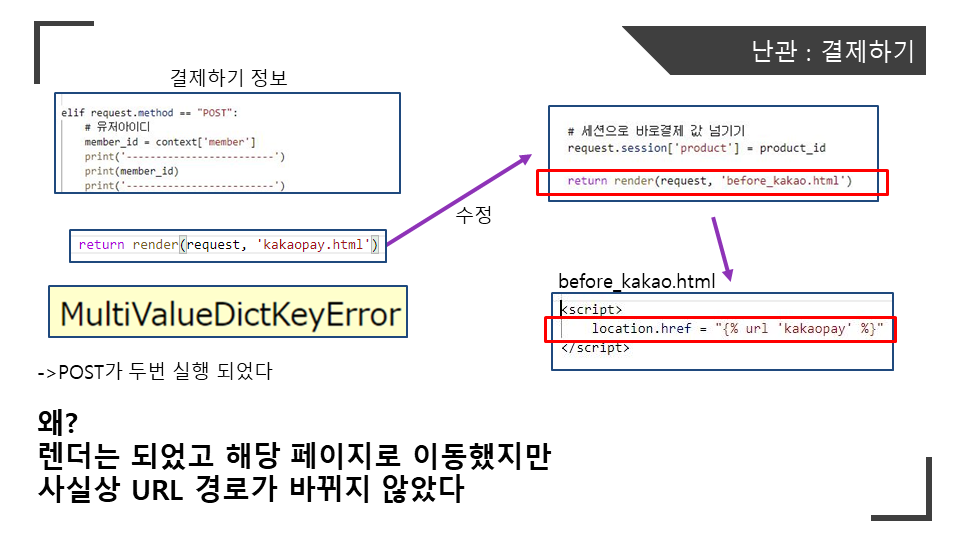 난관 : 결제하기
결제하기 정보
elif request.method == "POST":
# 유저아이디
member_id = context['member']
print('------------------------')
print(member_id)
print('------------------------')
return render(request, 'kakaopay.html')
MultiValueDictKeyError
->POST가 두번 실행 되었다
왜?
렌더는 되었고 해당 페이지로 이동했지만
사실상 URL 경로가 바뀌지 않았다
수정
# 세션으로 바로결제 값 넘기기
request.session['product'] = product_id
return render(request, 'before_kakao.html')
before_kakao.html
<script>
location.href = "{% url 'kakaopay' %}"
</script>